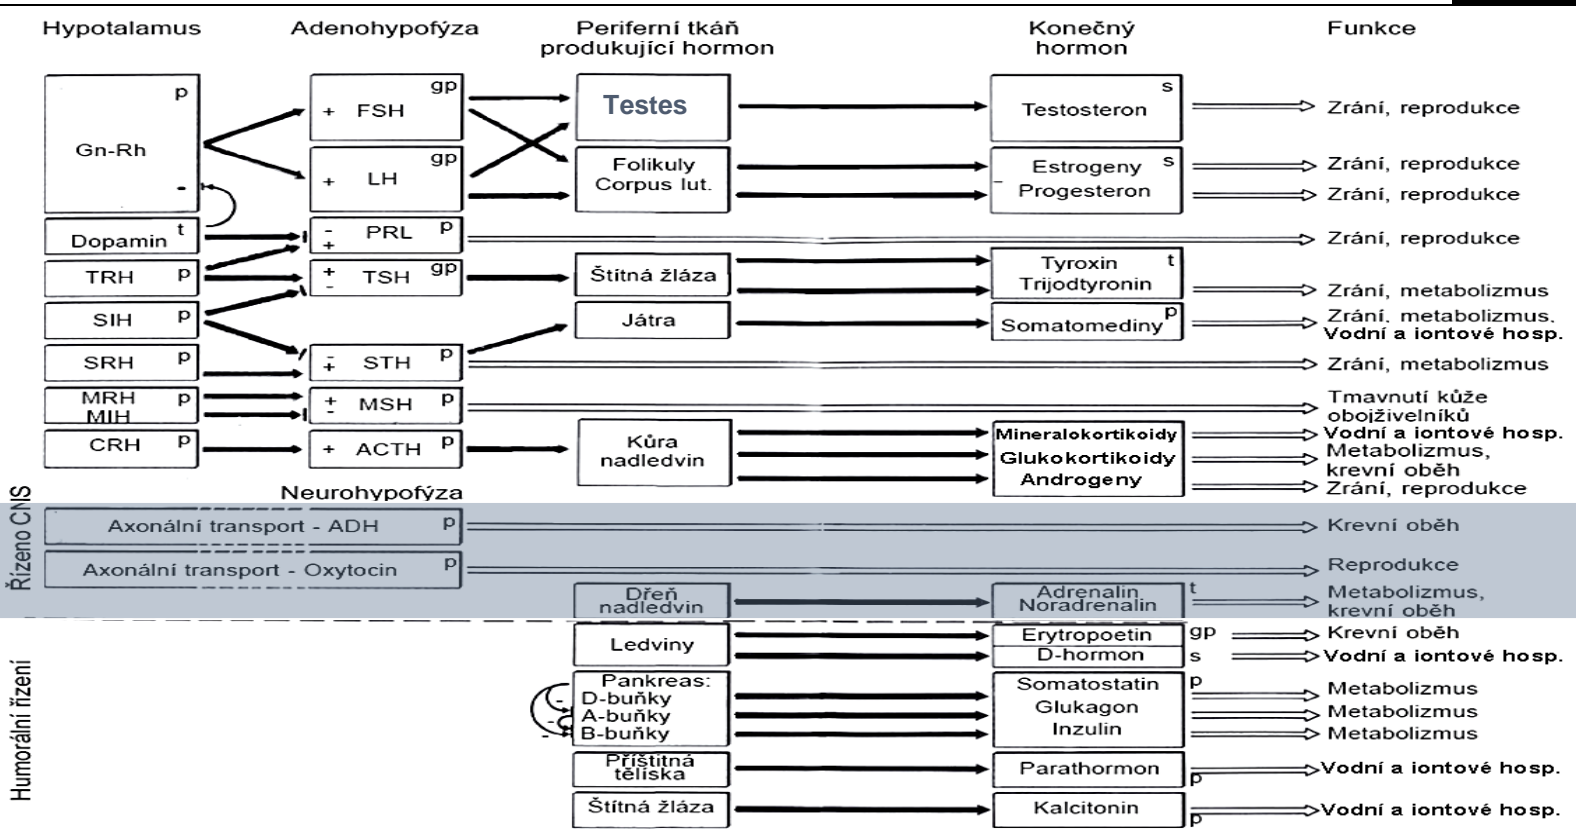 Hypotalamus Adenohypofýza Periferní tkáň Konečný Funkce
produkující hormon hormon
p gp s
Gn-Rh + FSH Testes Testosteron Zrání, reprodukce
gp s
+ LH Folikuly Estrogeny Zrání, reprodukce
- Corpus lut. - Progesteron Zrání, reprodukce
Dopamin t - + PRL p Zrání, reprodukce
TRH p + - TSH gp Štítná žláza Tyroxin t
Trijodtyronin Zrání, metabolizmus
SIH p Játra Somatomediny p Zrání. metabolizmus.
Vodní a iontové hosp.
SRH p - + STH p Zrání, metabolizmus
MRH p + - MSH p Tmavnutí kůže
MIH obojživelníků
CRH p + ACTH p Kůra Mineralokortikoidy Vodní a iontové hosp.
nadledvin Glukokortikoidy Metabolizmus,
krevní oběh
Androgeny Zrání, reprodukce
Neurohypofýza
Řízeno CNS
Axonální transport - ADH p Krevní oběh
Axonální transport - Oxytocin p Reprodukce
Dřeň Adrenalin t Metabolizmus,
nadledvin Noradrenalin krevní oběh
Humorální řízení
Ledviny Erytropoetin gp Krevní oběh
D-hormon s Vodní a iontové hosp.
Pankreas: p
- D-buňky Somatostatin Metabolizmus
- A-buňky Glukagon Metabolizmus
- B-buňky Inzulin Metabolizmus
Příštitná
tělíska Parathormon p Vodní a iontové hosp.
Štítná žláza Kalcitonin p Vodní a iontové hosp.